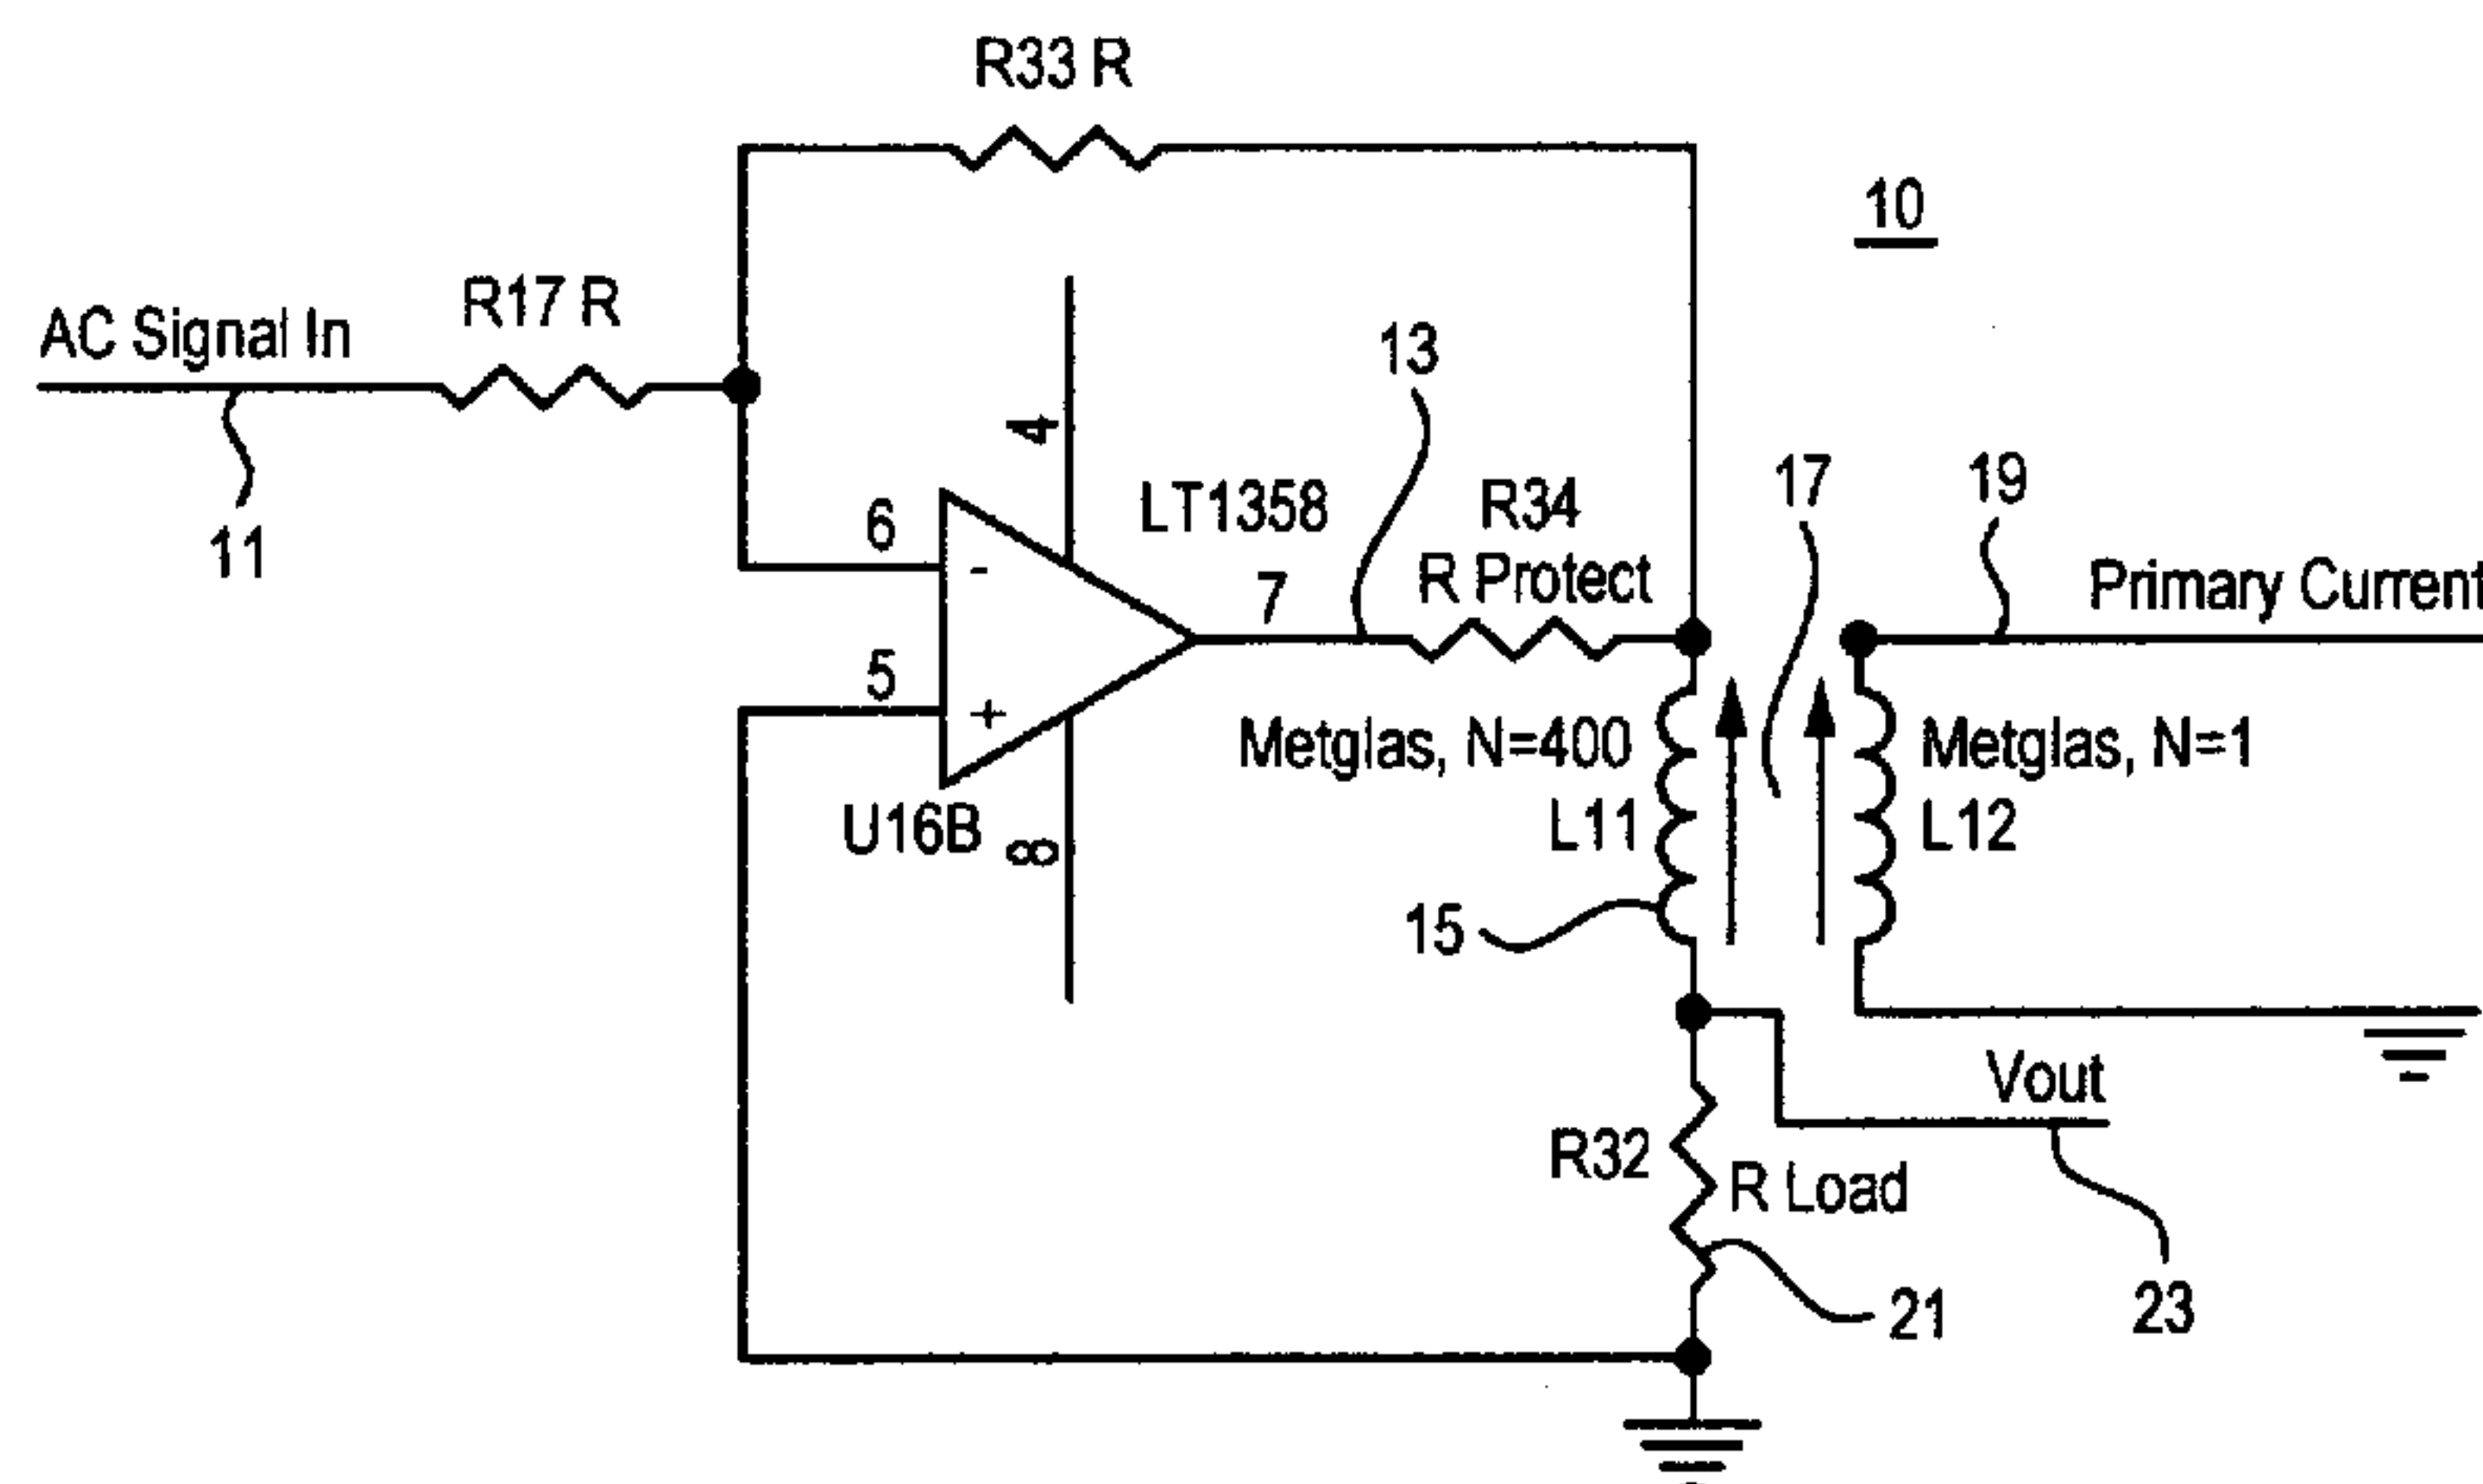 R33 R
10
R17 R
AC Signal In
11
13
4
LT1358
6
-
7
R34
R Protect
17
19
Primary Current
5
+
Metglas, N=400
L11
Metglas, N=1
L12
U16B
8
15
Vout
R32
R Load
21
23